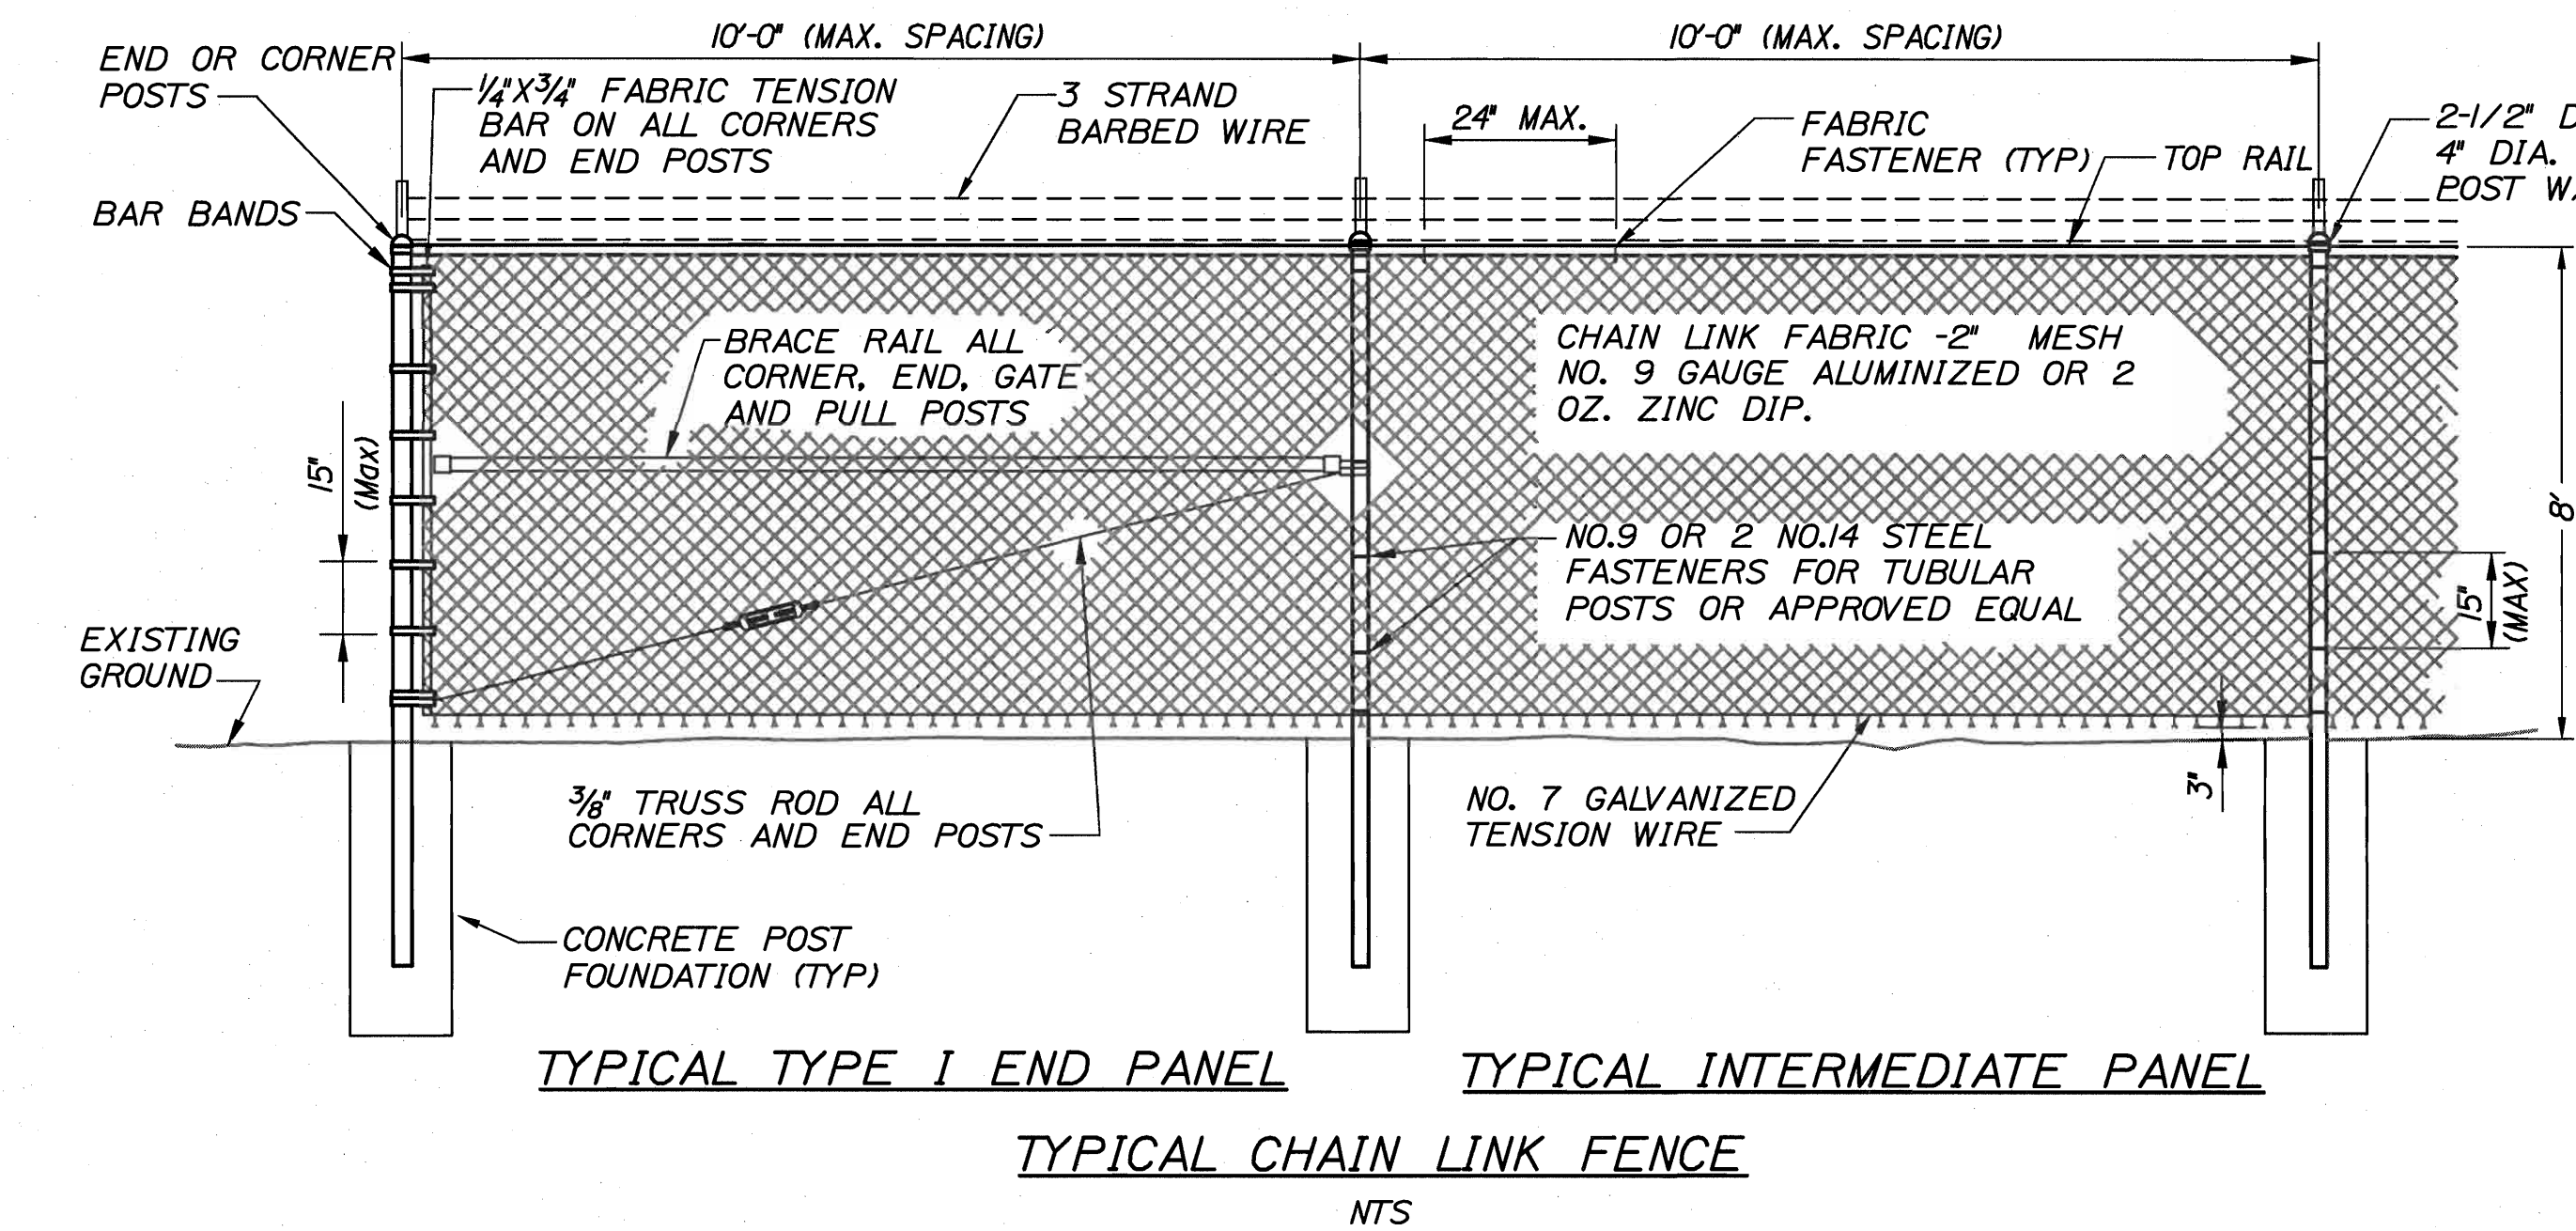 10'-0" (MAX. SPACING)
10'-0" (MAX. SPACING)
END OR CORNER
POSTS
1/4"X3/4" FABRIC TENSION
BAR ON ALL CORNERS
AND END POSTS
3 STRAND
BARBED WIRE
24" MAX.
FABRIC
FASTENER (TYP)
TOP RAIL
2-1/2" D
4" DIA.
POST W
BAR BANDS
BRACE RAIL ALL
CORNER, END, GATE
AND PULL POSTS
CHAIN LINK FABRIC -2" MESH
NO. 9 GAUGE ALUMINIZED OR 2
OZ. ZINC DIP.
15"
(Max)
8'
NO.9 OR 2 NO.14 STEEL
FASTENERS FOR TUBULAR
POSTS OR APPROVED EQUAL
15"
(MAX)
EXISTING
GROUND
3/8" TRUSS ROD ALL
CORNERS AND END POSTS
NO. 7 GALVANIZED
TENSION WIRE
3"
CONCRETE POST
FOUNDATION (TYP)
TYPICAL TYPE I END PANEL
TYPICAL INTERMEDIATE PANEL
TYPICAL CHAIN LINK FENCE
NTS